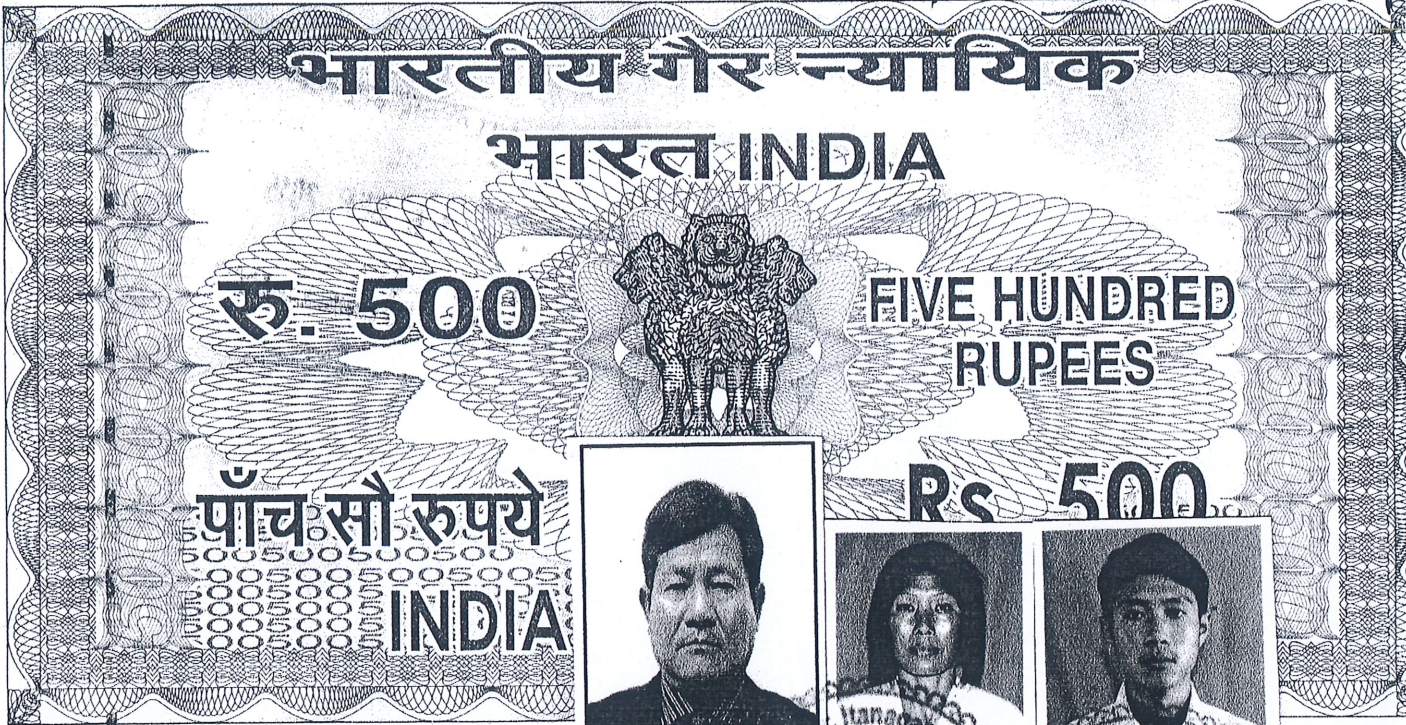 भारतीय गैर न्यायिक
भारत INDIA
रु. 500
FIVE HUNDRED
RUPEES
पाँच सौ रुपये
Rs. 500
INDIA